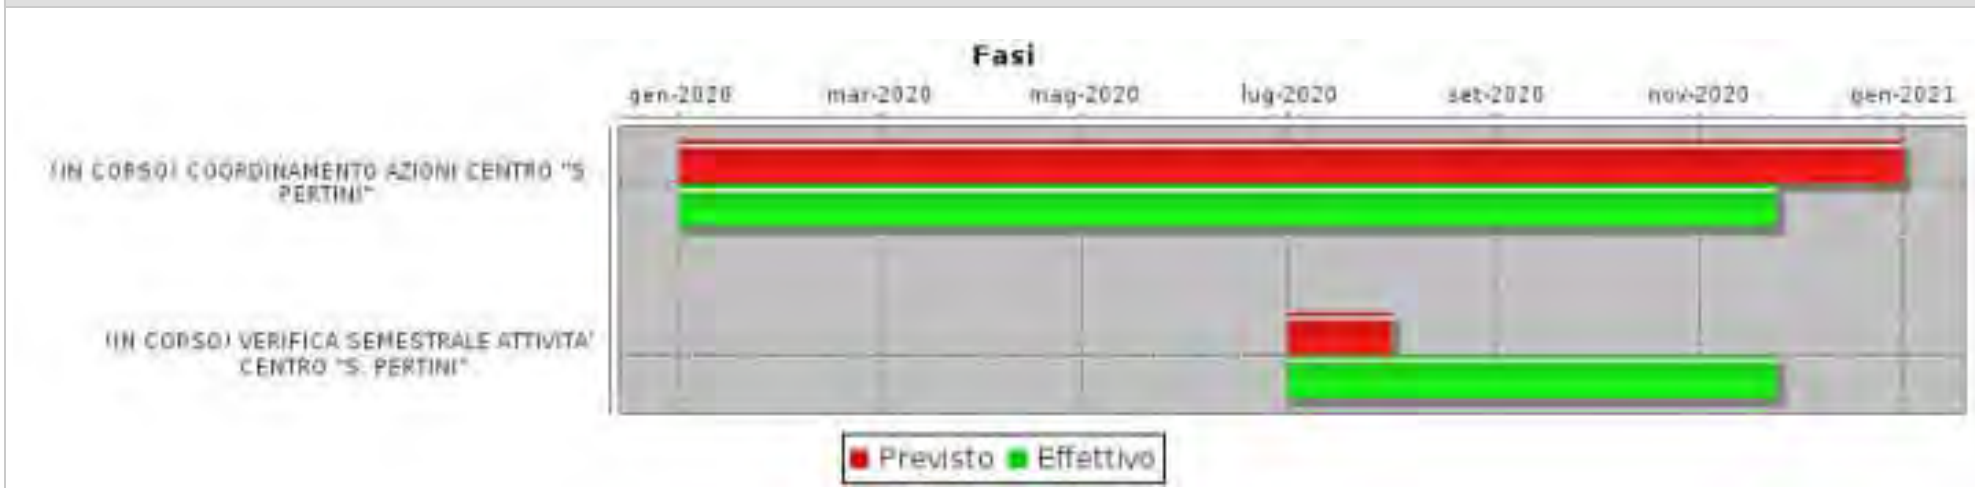 Fasi
gen-2020 mar-2020 mag-2020 lug-2020 set-2020 nov-2020 gen-2021
(IN CORSO) COORDINAMENTO AZIONI CENTRO "S.
PERTINI"
(IN CORSO) VERIFICA SEMESTRALE ATTIVITA'
CENTRO "S. PERTINI"
Previsto Effettivo